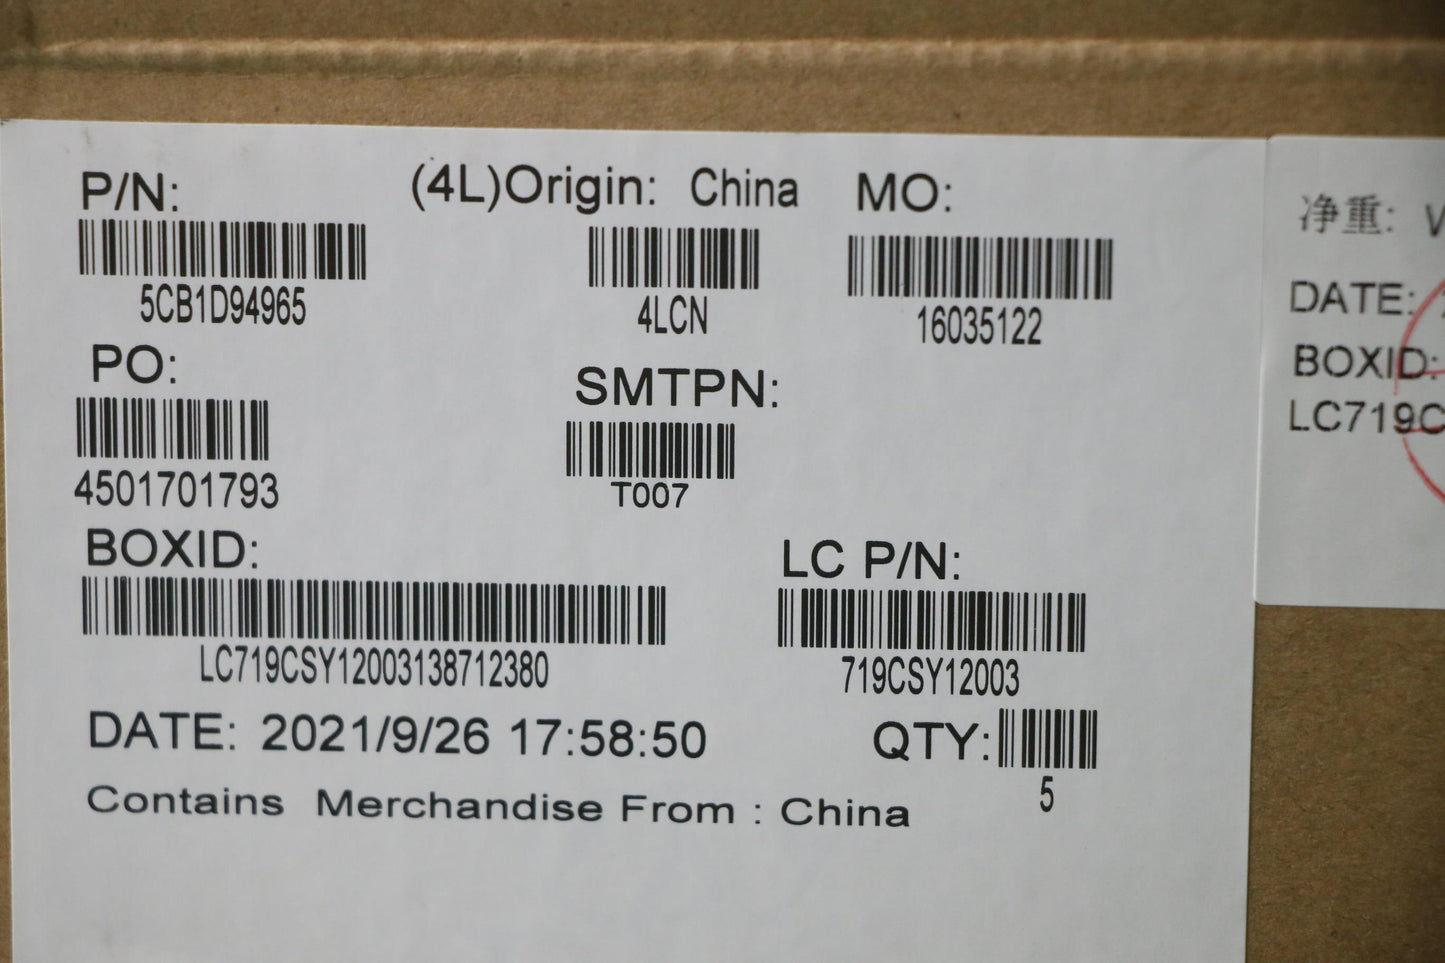 P/N: (4L)Origin: China MO:
5CB1D94965 4LCN 16035122
PO: SMTPN:
4501701793 T007
BOXID: LC P/N:
LC719CSY12003138712380 719CSY12003
DATE: 2021/9/26 17:58:50 QTY:
5
Contains Merchandise From : China
净重:
DATE:
BOXID:
LC719C